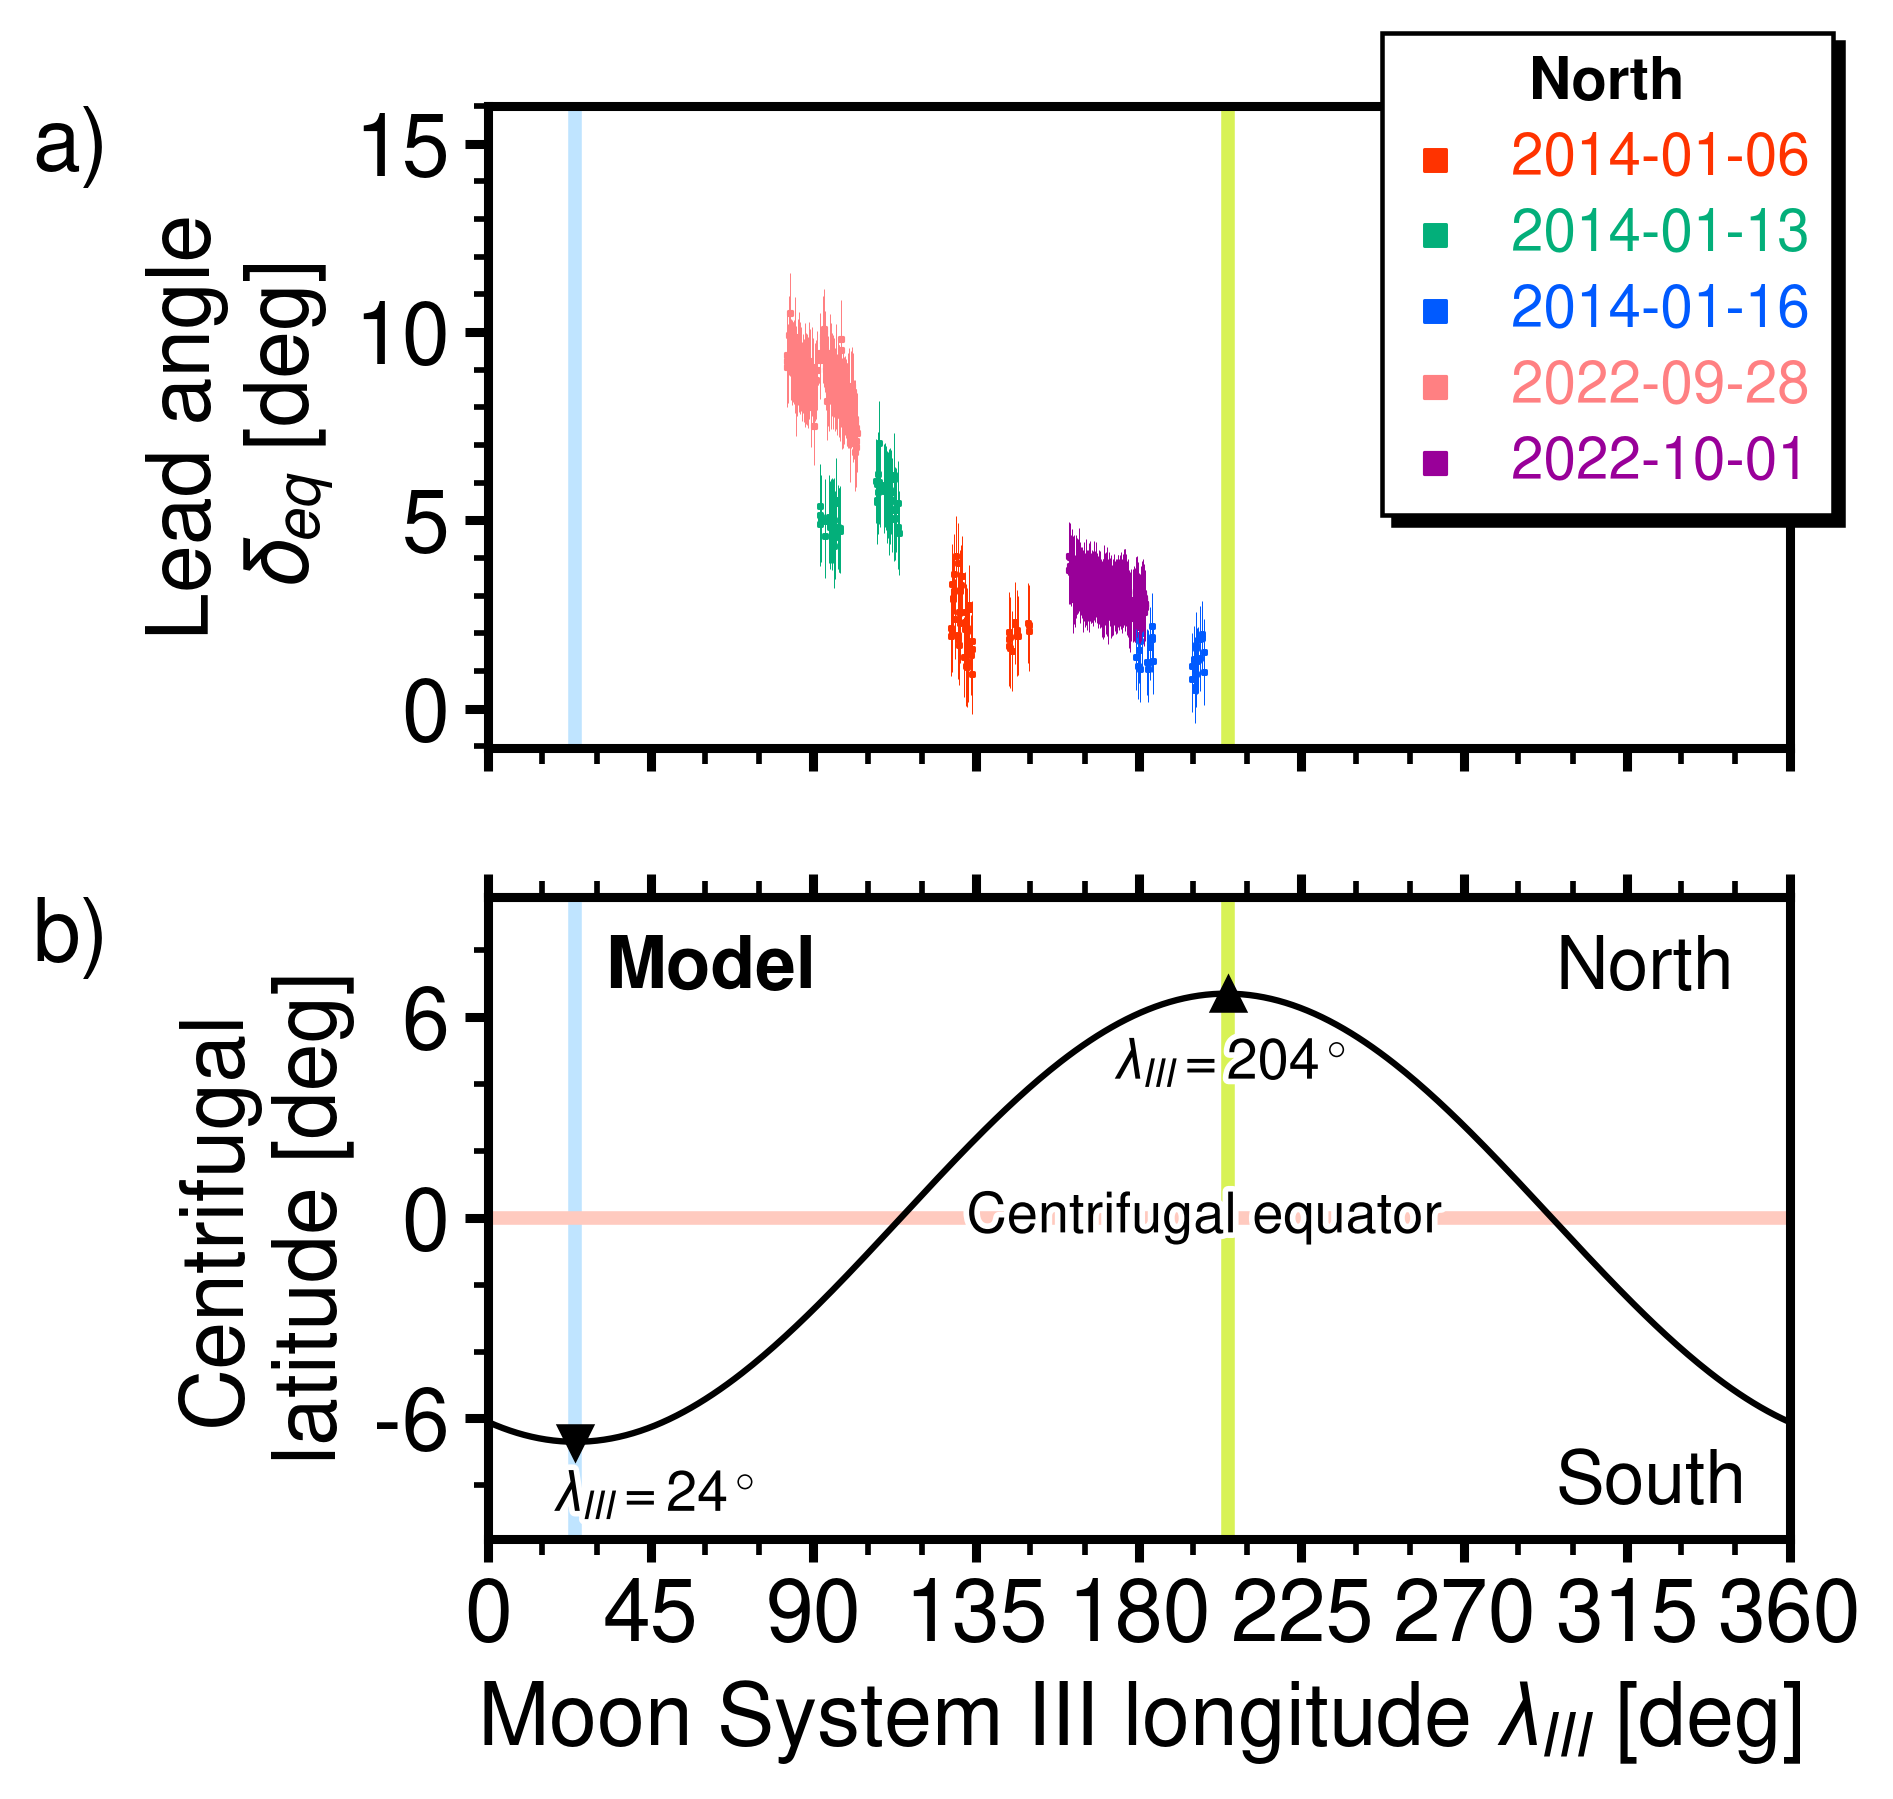 a)
Lead angle
δeq [deg]
15
10
5
0
North
2014-01-06
2014-01-13
2014-01-16
2022-09-28
2022-10-01
b)
Centrifugal
latitude [deg]
6
0
-6
Model
North
λIII = 204°
Centrifugal equator
λIII = 24°
South
0 45 90 135 180 225 270 315 360
Moon System III longitude λIII [deg]